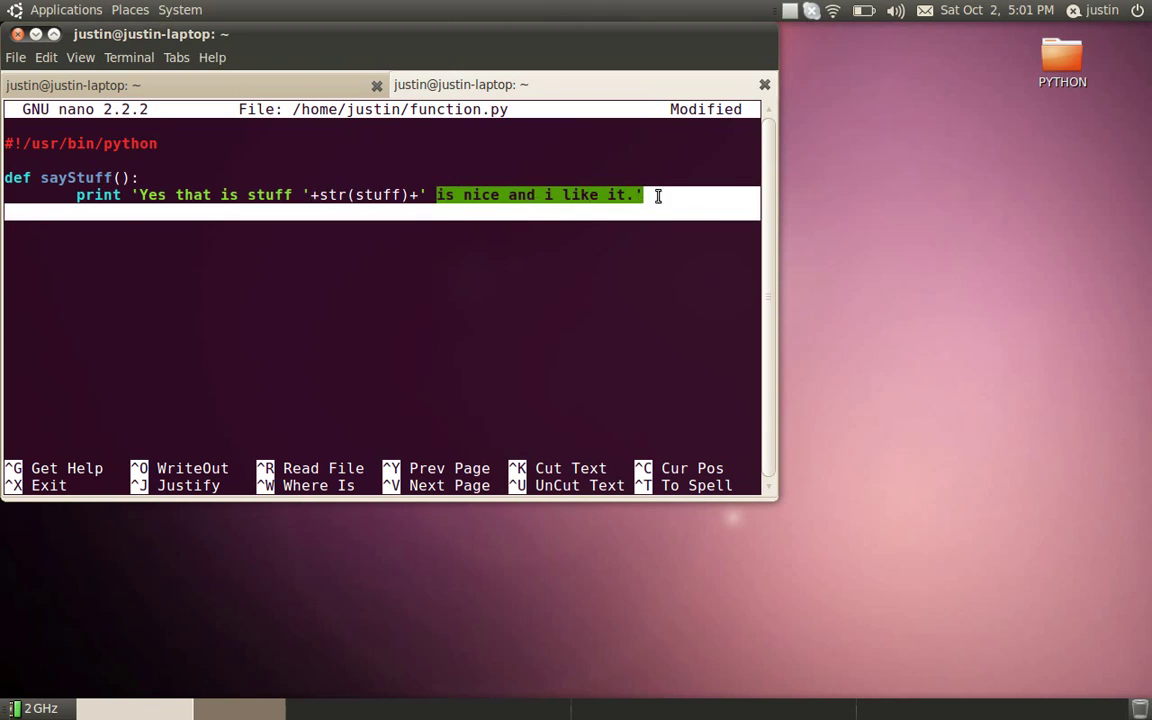 Applications Places System Sat Oct 2, 5:01 PM justin
justin@justin-laptop: ~
File Edit View Terminal Tabs Help
justin@justin-laptop: ~ justin@justin-laptop: ~
GNU nano 2.2.2 File: /home/justin/function.py Modified
#!/usr/bin/python
def sayStuff():
print 'Yes that is stuff '+str(stuff)+' is nice and i like it.'
^G Get Help ^O WriteOut ^R Read File ^Y Prev Page ^K Cut Text ^C Cur Pos
^X Exit ^J Justify ^W Where Is ^V Next Page ^U UnCut Text ^T To Spell
PYTHON
2 GHz